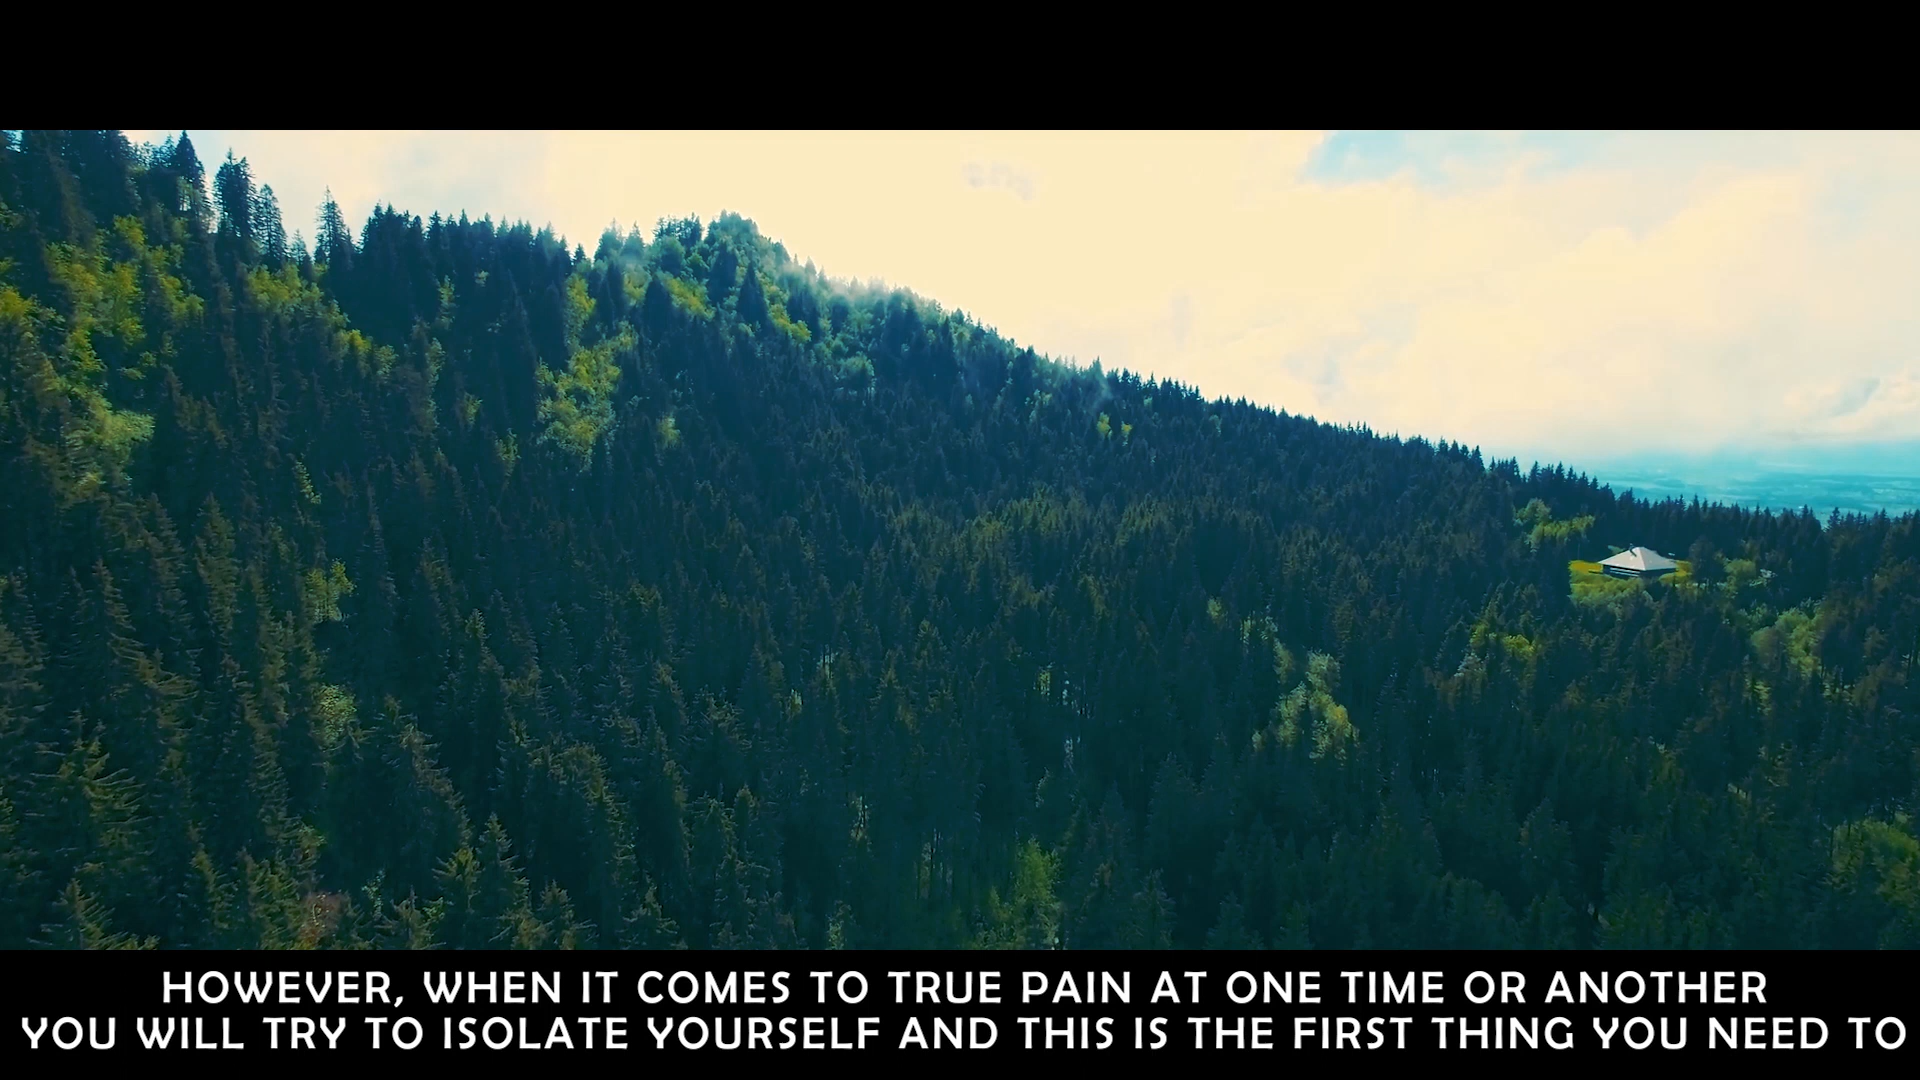 HOWEVER, WHEN IT COMES TO TRUE PAIN AT ONE TIME OR ANOTHER
YOU WILL TRY TO ISOLATE YOURSELF AND THIS IS THE FIRST THING YOU NEED TO